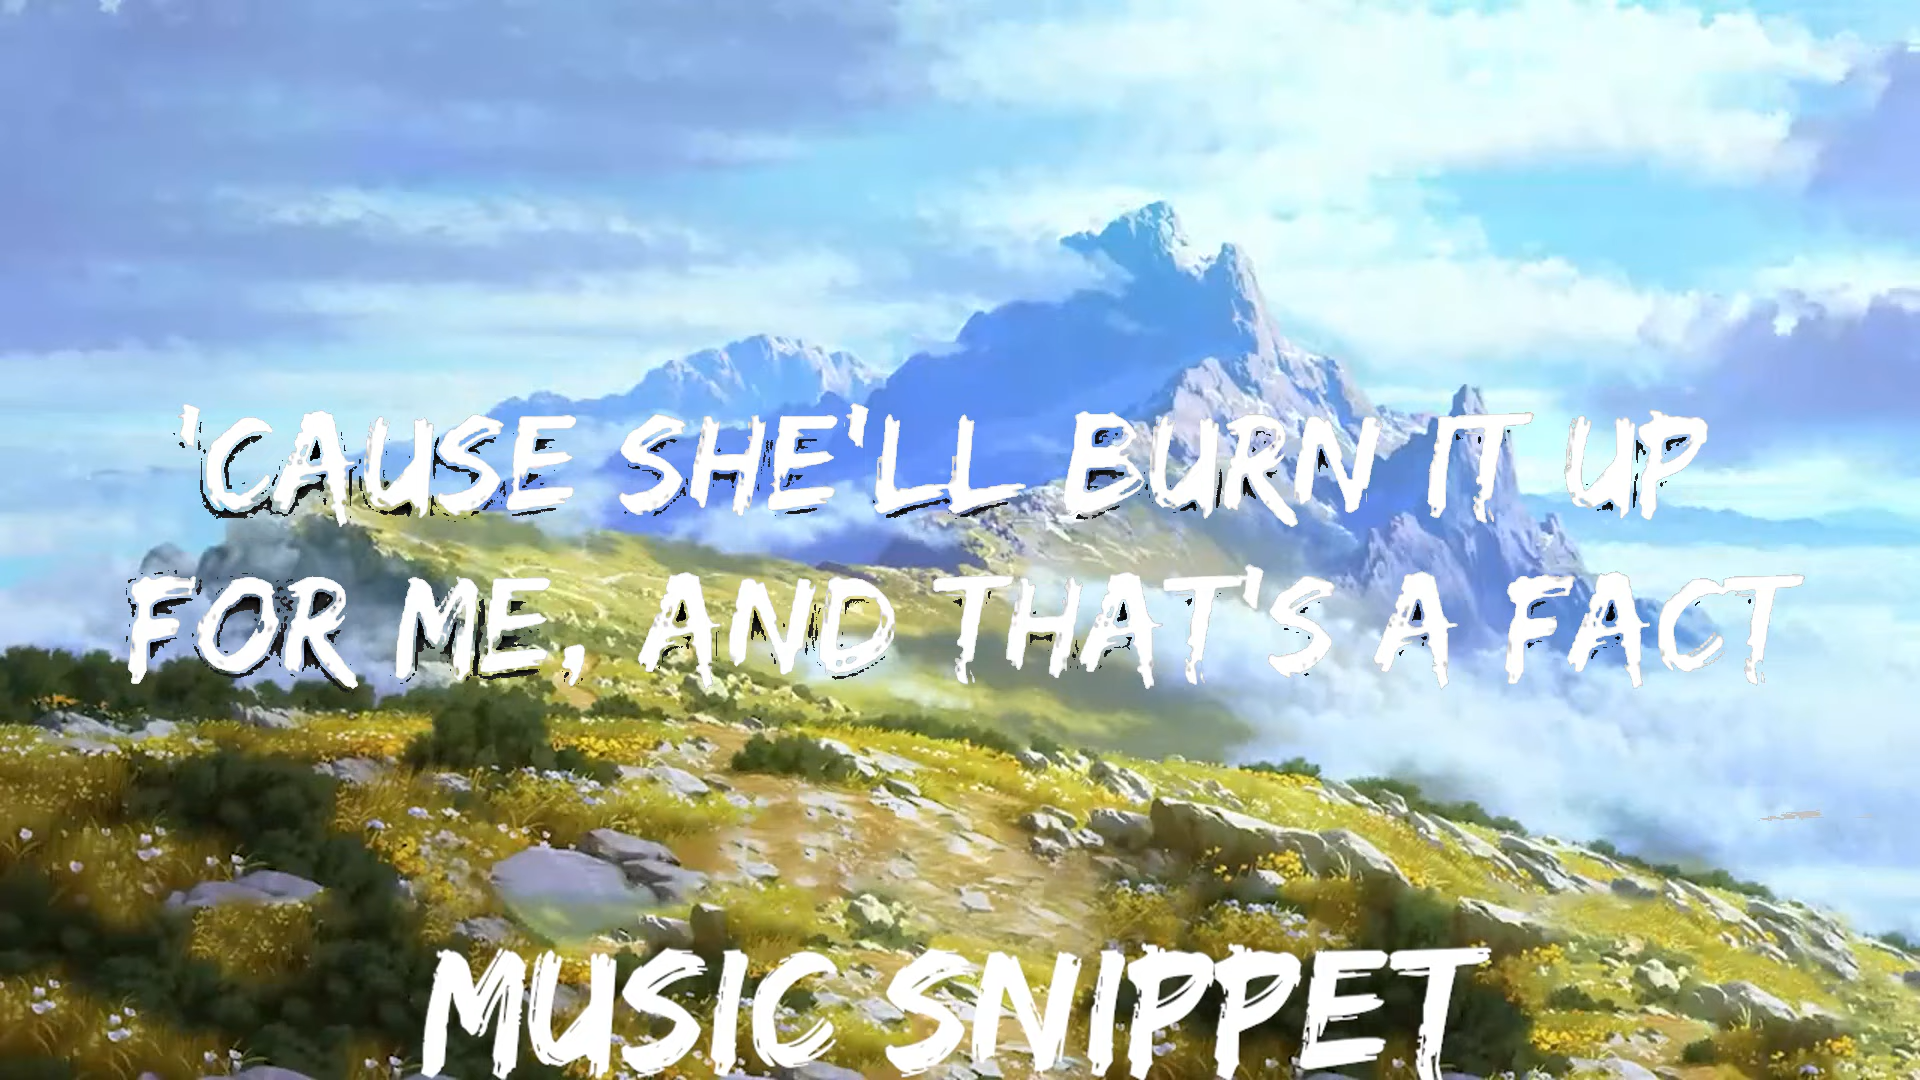 'CAUSE SHE'LL BURN IT UP
FOR ME, AND THAT'S A FACT
MUSIC SNIPPET